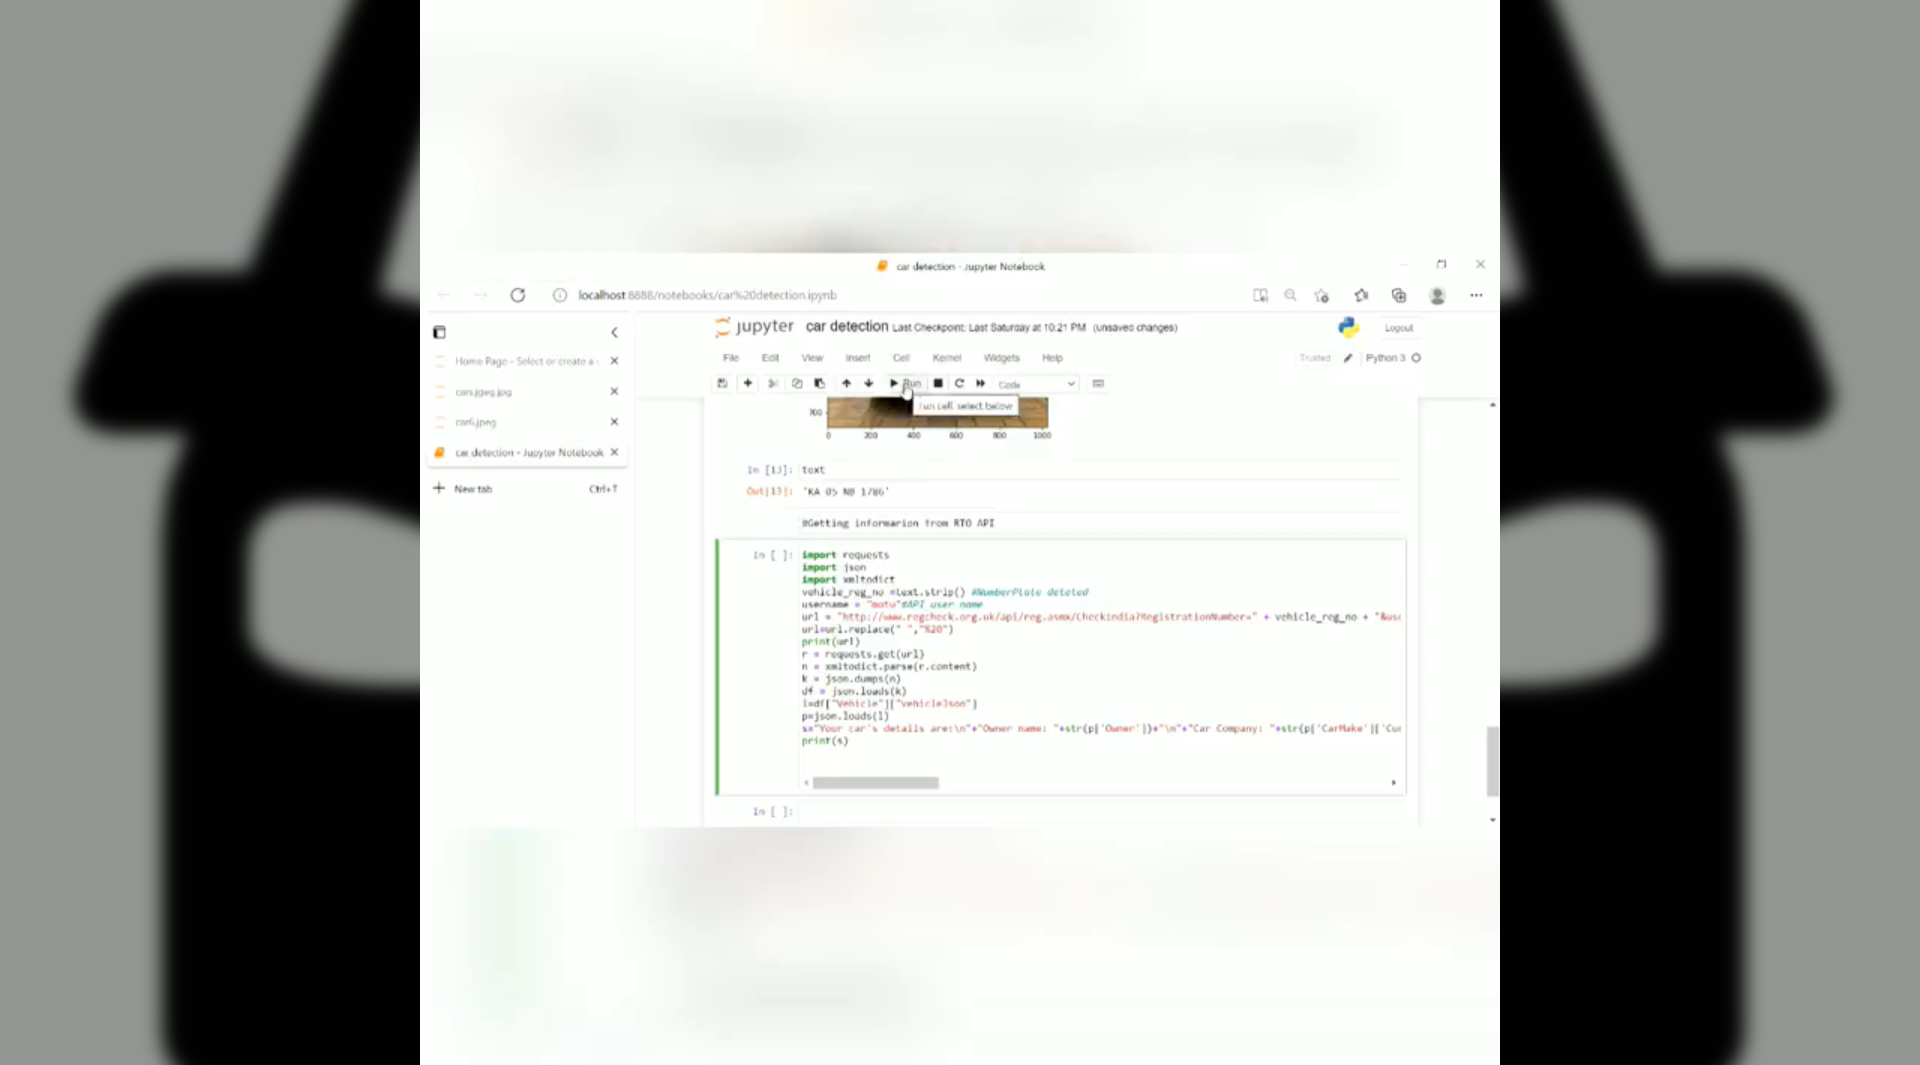 car detection - Jupyter Notebook
localhost:8888/notebooks/car%20detection.ipynb
jupyter car detection Last Checkpoint: Last Saturday at 10:21 PM (unsaved changes)
Logout
File Edit View Insert Cell Kernel Widgets Help
Trusted
Python 3
Run
Code
Run cell, select below
Home Page - Select or create a
cars.jpeg.jpg
car6.jpeg
car detection - Jupyter Notebook
New tab Ctrl+T
700
0 200 400 600 800 1000
In [13]: text
Out[13]: 'KA 05 NB 1786'
#Getting informarion from RTO API
In [ ]: import requests
import json
import xmltodict
vehicle_reg_no =text.strip() #NumberPlate deteted
username = "motu"#API user name
url = "http://www.regcheck.org.uk/api/reg.asmx/CheckIndia?RegistrationNumber=" + vehicle_reg_no + "&use
url=url.replace(" ","%20")
print(url)
r = requests.get(url)
n = xmltodict.parse(r.content)
k = json.dumps(n)
df = json.loads(k)
l=df["Vehicle"]["vehicleJson"]
p=json.loads(l)
s="Your car's details are:\n"+"Owner name: "+str(p['Owner'])+"\n"+"Car Company: "+str(p['CarMake']['Cur
print(s)
In [ ]: